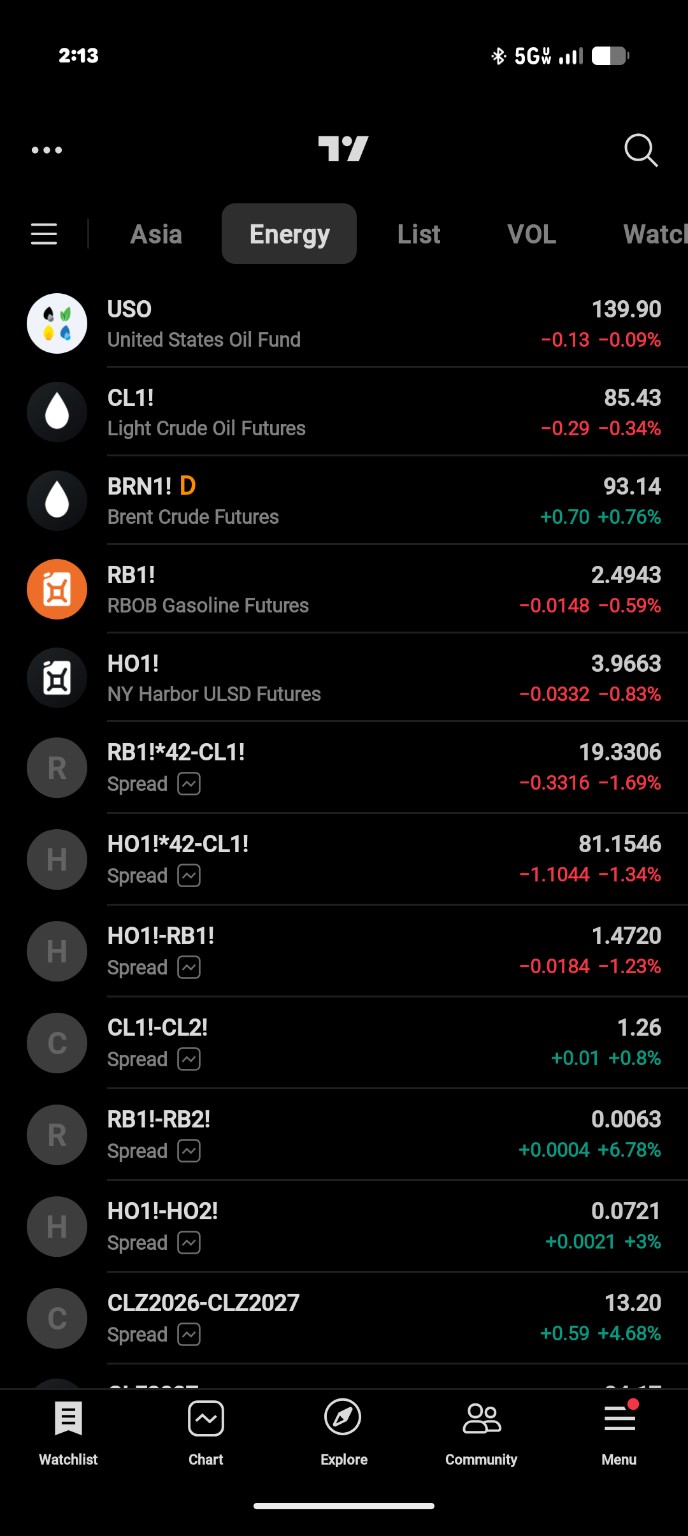 2:13
5G UW
Asia Energy List VOL Watcl
USO 139.90
United States Oil Fund −0.13 −0.09%
CL1! 85.43
Light Crude Oil Futures −0.29 −0.34%
BRN1! D 93.14
Brent Crude Futures +0.70 +0.76%
RB1! 2.4943
RBOB Gasoline Futures −0.0148 −0.59%
HO1! 3.9663
NY Harbor ULSD Futures −0.0332 −0.83%
R RB1!*42-CL1! 19.3306
Spread −0.3316 −1.69%
H HO1!*42-CL1! 81.1546
Spread −1.1044 −1.34%
H HO1!-RB1! 1.4720
Spread −0.0184 −1.23%
C CL1!-CL2! 1.26
Spread +0.01 +0.8%
R RB1!-RB2! 0.0063
Spread +0.0004 +6.78%
H HO1!-HO2! 0.0721
Spread +0.0021 +3%
C CLZ2026-CLZ2027 13.20
Spread +0.59 +4.68%
Watchlist Chart Explore Community Menu